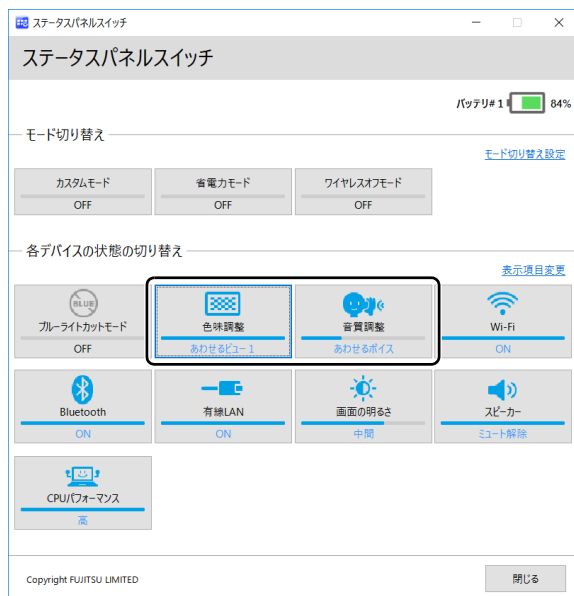 ステータスパネルスイッチ
ステータスパネルスイッチ
バッテリ#1 84%
モード切り替え
モード切り替え設定
カスタムモード 省電力モード ワイヤレスオフモード
OFF OFF OFF
各デバイスの状態の切り替え
表示項目変更
BLUE
ブルーライトカットモード 色味調整 音質調整 Wi-Fi
OFF あわせるビュー1 あわせるボイス ON
Bluetooth 有線LAN 画面の明るさ スピーカー
ON ON 中間 ミュート解除
CPUパフォーマンス
高
Copyright FUJITSU LIMITED 閉じる